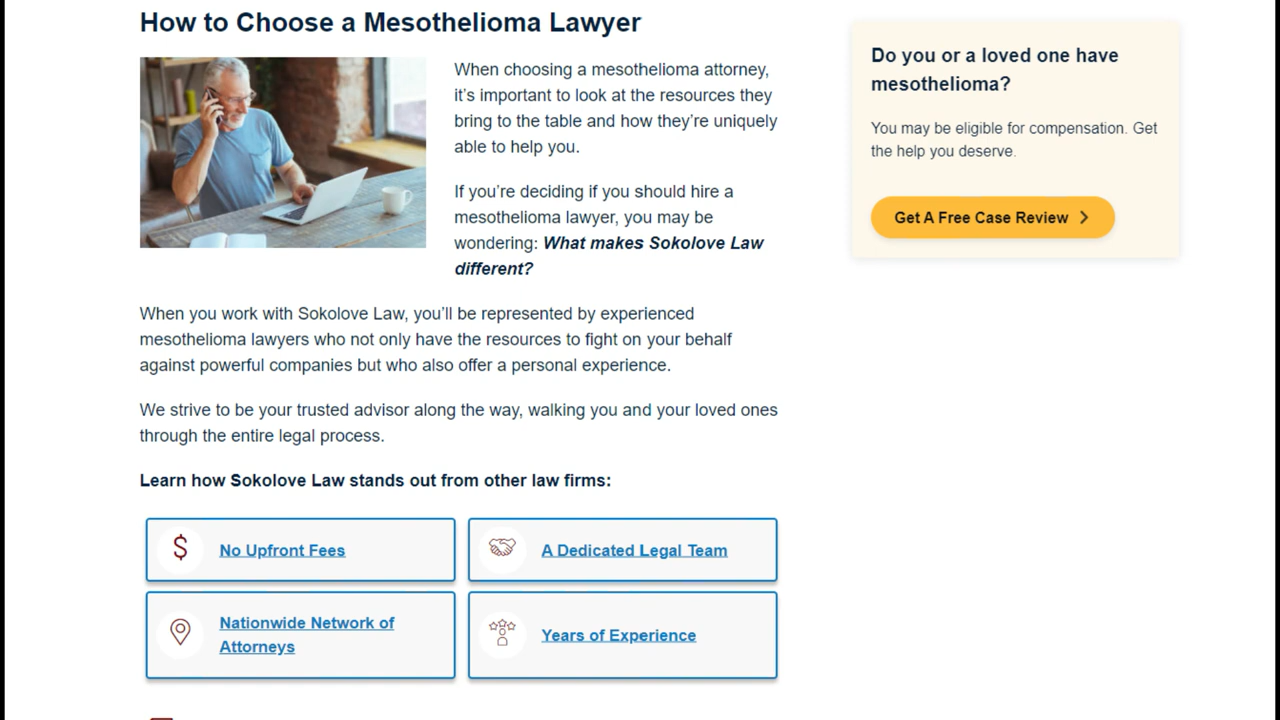 How to Choose a Mesothelioma Lawyer
When choosing a mesothelioma attorney,
it’s important to look at the resources they
bring to the table and how they’re uniquely
able to help you.
If you’re deciding if you should hire a
mesothelioma lawyer, you may be
wondering: What makes Sokolove Law
different?
When you work with Sokolove Law, you’ll be represented by experienced
mesothelioma lawyers who not only have the resources to fight on your behalf
against powerful companies but who also offer a personal experience.
We strive to be your trusted advisor along the way, walking you and your loved ones
through the entire legal process.
Learn how Sokolove Law stands out from other law firms:
$
No Upfront Fees
A Dedicated Legal Team
Nationwide Network of
Attorneys
Years of Experience
Do you or a loved one have
mesothelioma?
You may be eligible for compensation. Get
the help you deserve.
Get A Free Case Review